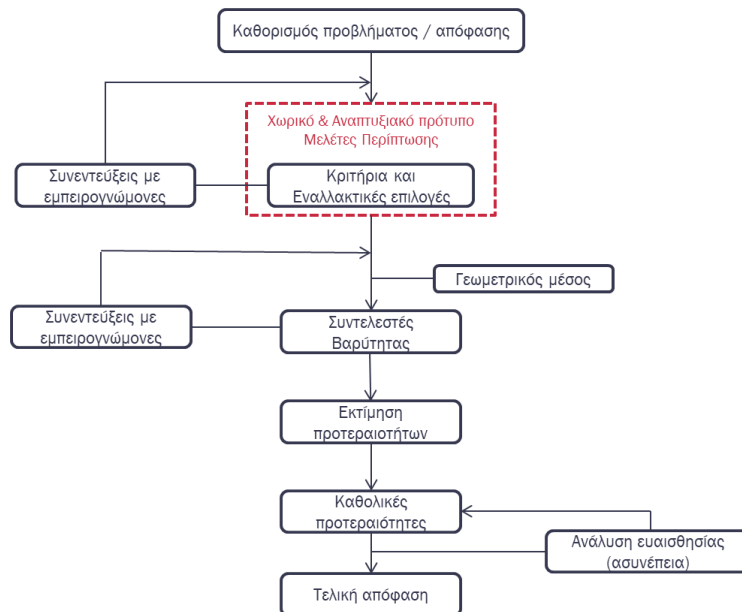 Καθορισμός προβλήματος / απόφασης
Χωρικό & Αναπτυξιακό πρότυπο
Μελέτες Περίπτωσης
Συνεντεύξεις με
εμπειρογνώμονες
Κριτήρια και
Εναλλακτικές επιλογές
Γεωμετρικός μέσος
Συνεντεύξεις με
εμπειρογνώμονες
Συντελεστές
Βαρύτητας
Εκτίμηση
προτεραιοτήτων
Καθολικές
προτεραιότητες
Ανάλυση ευαισθησίας
(ασυνέπεια)
Τελική απόφαση